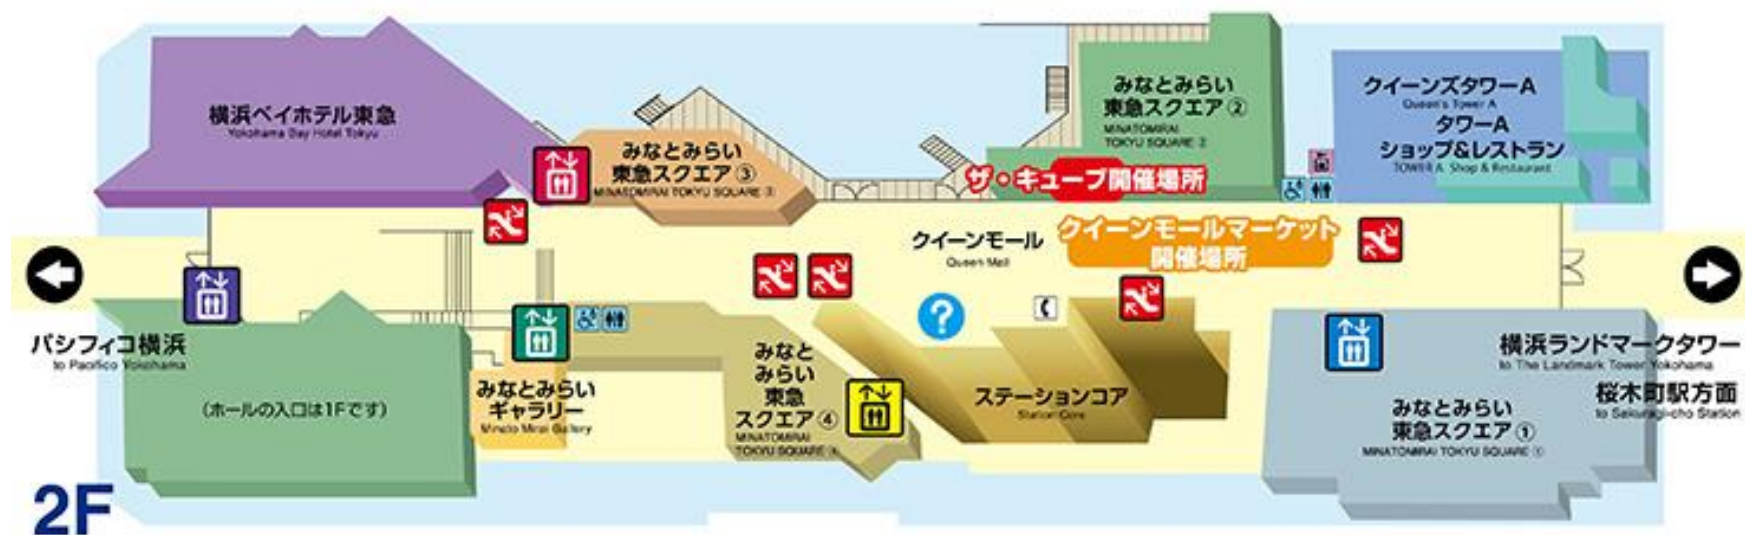 横浜ベイホテル東急
Yokohama Bay Hotel Tokyu
みなとみらい
東急スクエア③
MINATOMIRAI TOKYU SQUARE ③
みなとみらい
東急スクエア②
MINATOMIRAI
TOKYU SQUARE ②
クイーンズタワーA
Queen's Tower A
タワーA
ショップ&レストラン
TOWER A Shop & Restaurant
ザ・キューブ開催場所
クイーンモール
Queen Mall
クイーンモールマーケット
開催場所
パシフィコ横浜
to Pacifico Yokohama
(ホールの入口は1Fです)
みなとみらい
ギャラリー
Minato Mirai Gallery
みなと
みらい
東急
スクエア④
MINATOMIRAI
TOKYU SQUARE ④
?
ステーションコア
Station Core
横浜ランドマークタワー
to The Landmark Tower Yokohama
桜木町駅方面
to Sakuragi-cho Station
みなとみらい
東急スクエア①
MINATOMIRAI TOKYU SQUARE ①
2F